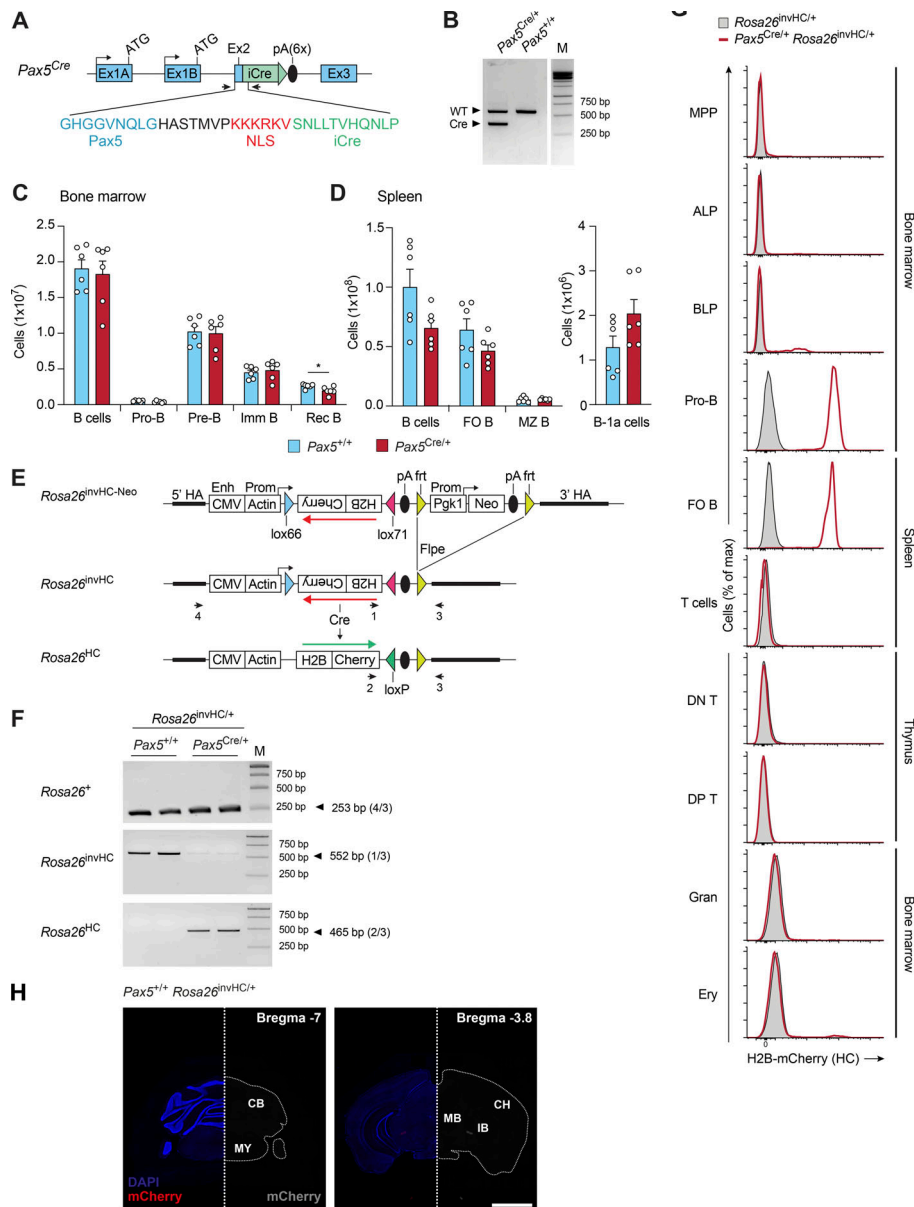 A
Pax5Cre
ATG
ATG
Ex2
pA(6x)
Ex1A
Ex1B
iCre
Ex3
GHGGVNQLGHASTMVPKKKRKVSNLLTVHQNLP
Pax5
NLS
iCre
B
Pax5Cre/+
Pax5+/+
M
WT
Cre
750 bp
500 bp
250 bp
C
Bone marrow
Cells (1x10⁷)
2.5
2.0
1.5
1.0
0.5
0.0
B cells
Pro-B
Pre-B
Imm B
Rec B
*
D
Spleen
Cells (1x10⁸)
1.5
1.0
0.5
0.0
B cells
FO B
MZ B
Cells (1x10⁶)
4
3
2
1
0
B-1a cells
Pax5+/+
Pax5Cre/+
E
Rosa26invHC-Neo
5' HA
Enh
Prom
CMV
Actin
Cherry
H2B
pA
frt
Prom
Pgk1
Neo
pA
frt
3' HA
lox66
lox71
Flpe
Rosa26invHC
CMV
Actin
Cherry
H2B
4
1
3
Cre
Rosa26HC
CMV
Actin
H2B
Cherry
2
3
loxP
F
Rosa26invHC/+
Pax5+/+
Pax5Cre/+
M
Rosa26+
750 bp
500 bp
250 bp
253 bp (4/3)
Rosa26invHC
750 bp
500 bp
250 bp
552 bp (1/3)
Rosa26HC
750 bp
500 bp
250 bp
465 bp (2/3)
Rosa26invHC/+
Pax5Cre/+ Rosa26invHC/+
MPP
ALP
BLP
Pro-B
FO B
T cells
DN T
DP T
Gran
Ery
Cells (% of max)
Bone marrow
Spleen
Thymus
Bone marrow
0
H2B-mCherry (HC)
H
Pax5+/+ Rosa26invHC/+
Bregma -7
CB
MY
DAPI
mCherry
mCherry
Bregma -3.8
CH
MB
IB